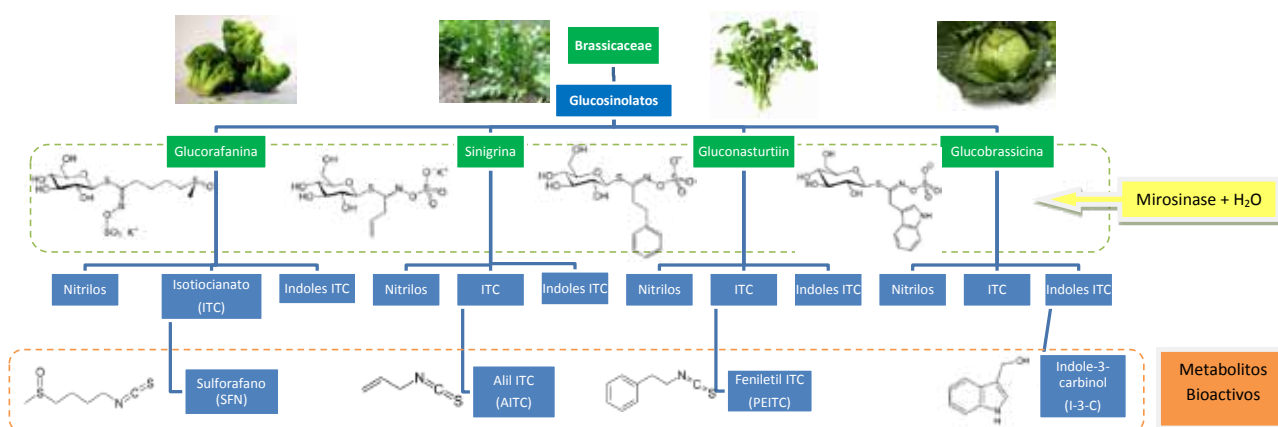 Brassicaceae
Glucosinolatos
Glucorafanina
Sinigrina
Gluconasturtiin
Glucobrassicina
Mirosinase + H₂O
Nitrilos
Isotiocianato
(ITC)
Indoles ITC
Nitrilos
ITC
Indoles ITC
Nitrilos
ITC
Indoles ITC
Nitrilos
ITC
Indoles ITC
Sulforafano
(SFN)
Alil ITC
(AITC)
Feniletil ITC
(PEITC)
Indole-3-
carbinol
(I-3-C)
Metabolitos
Bioactivos